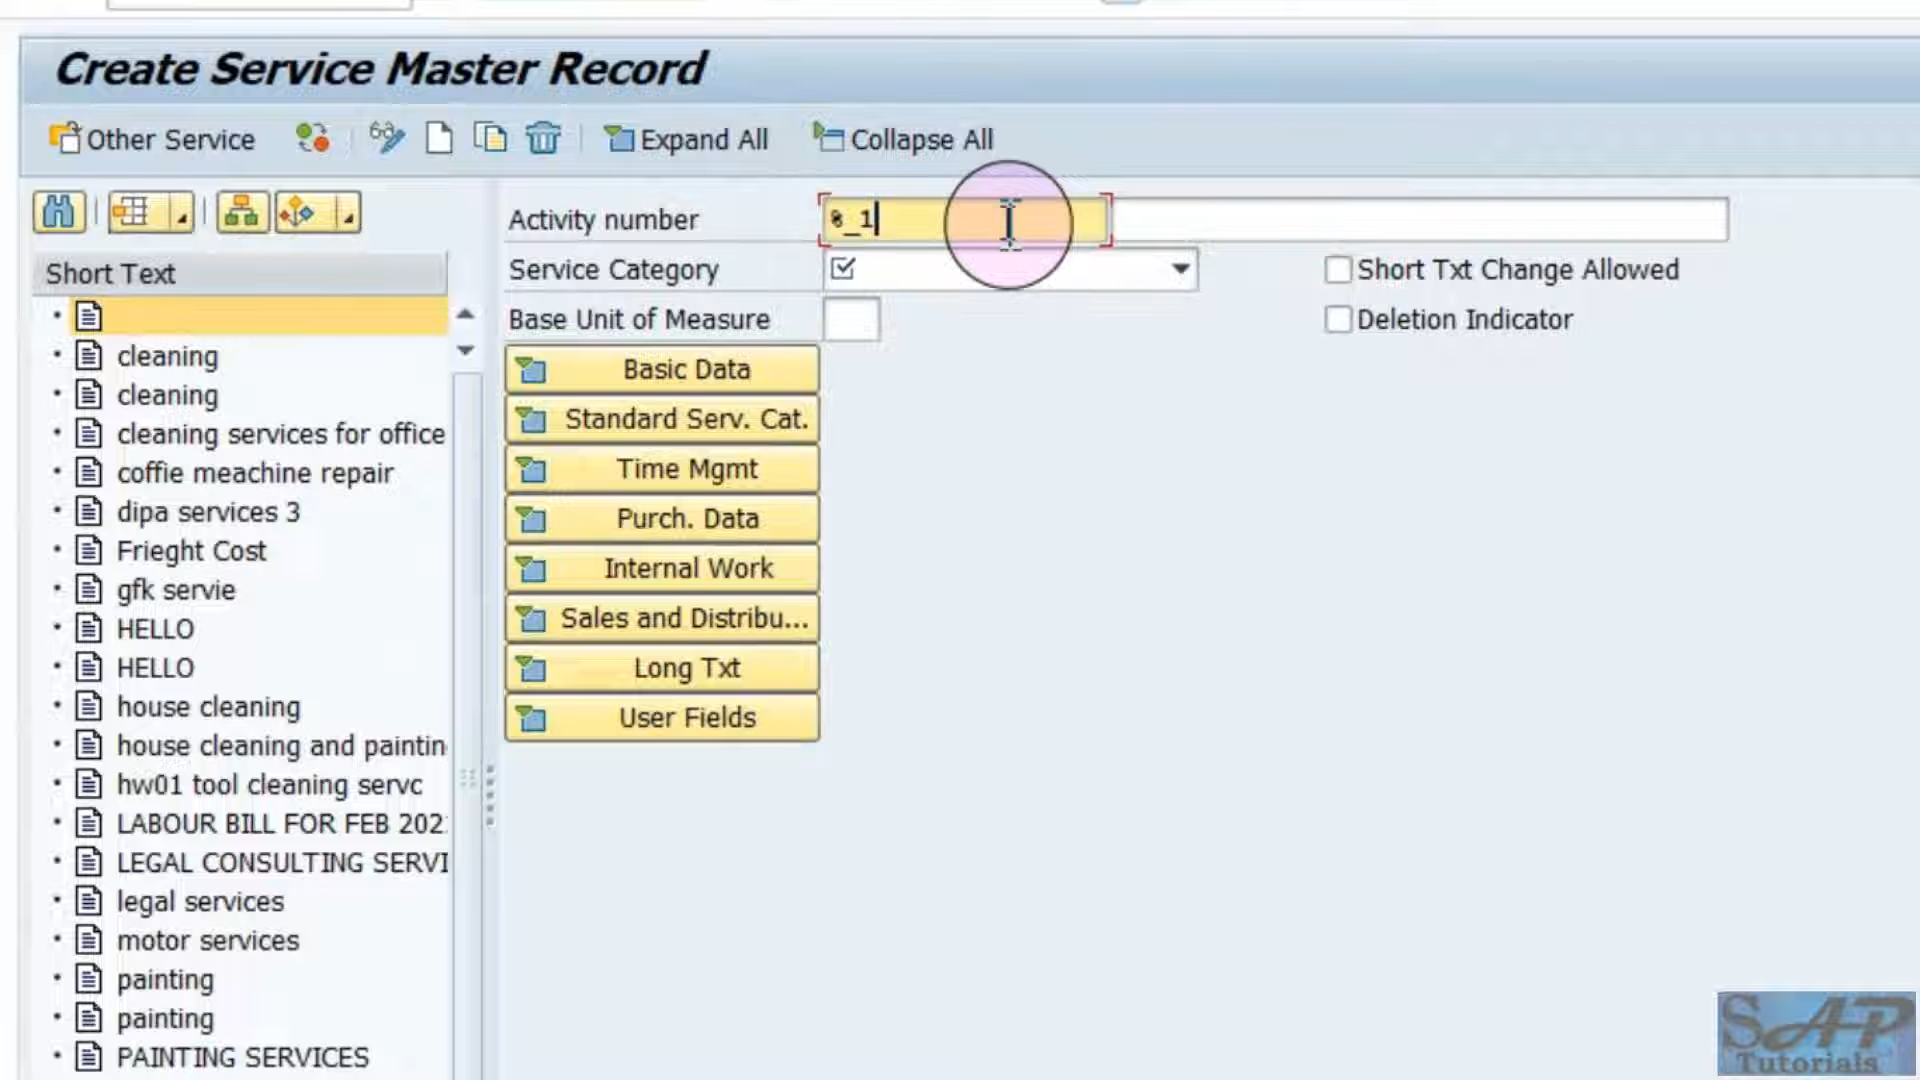 Create Service Master Record
Other Service Expand All Collapse All
Activity number %_1
Service Category Short Txt Change Allowed
Base Unit of Measure Deletion Indicator
Short Text
cleaning
cleaning
cleaning services for office
coffie meachine repair
dipa services 3
Frieght Cost
gfk servie
HELLO
HELLO
house cleaning
house cleaning and paintin
hw01 tool cleaning servc
LABOUR BILL FOR FEB 202
LEGAL CONSULTING SERVI
legal services
motor services
painting
painting
PAINTING SERVICES
Basic Data
Standard Serv. Cat.
Time Mgmt
Purch. Data
Internal Work
Sales and Distribu...
Long Txt
User Fields
SAP
Tutorials